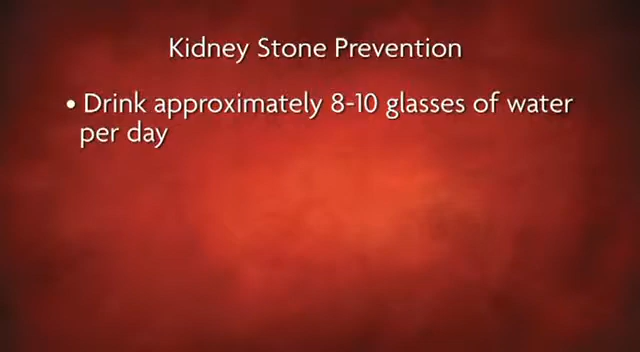 Kidney Stone Prevention
• Drink approximately 8-10 glasses of water
per day